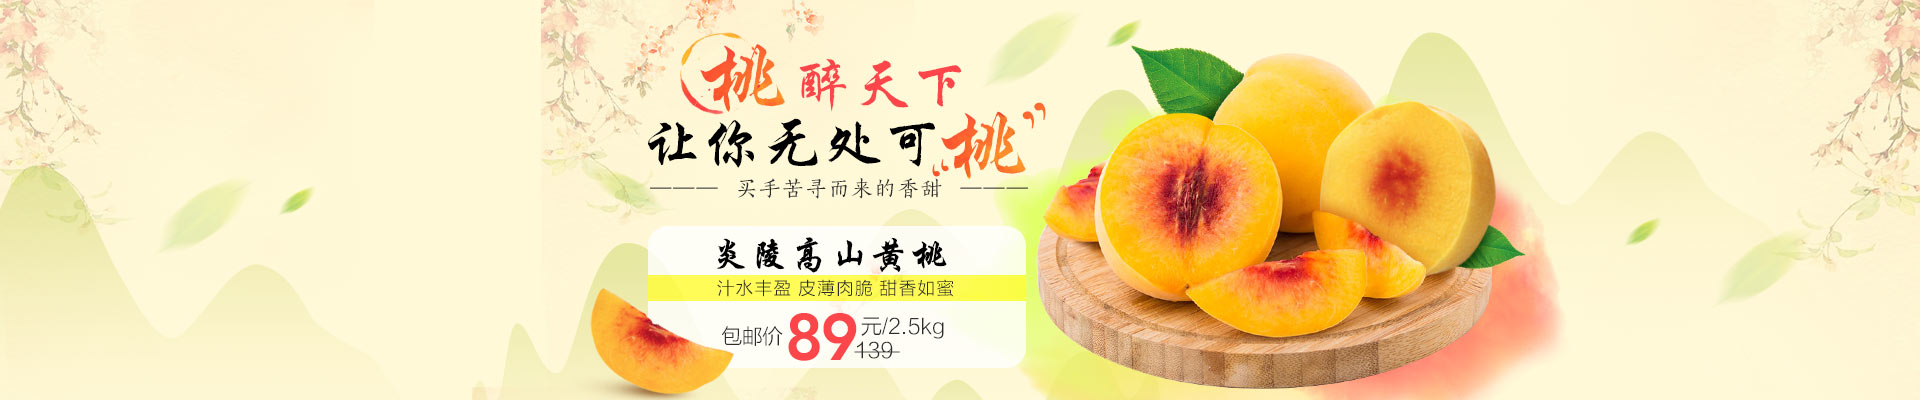 桃醉天下
让你无处可“桃”
——— 买手苦寻而来的香甜 ———
炎陵高山黄桃
汁水丰盈 皮薄肉脆 甜香如蜜
包邮价89元/2.5kg
139